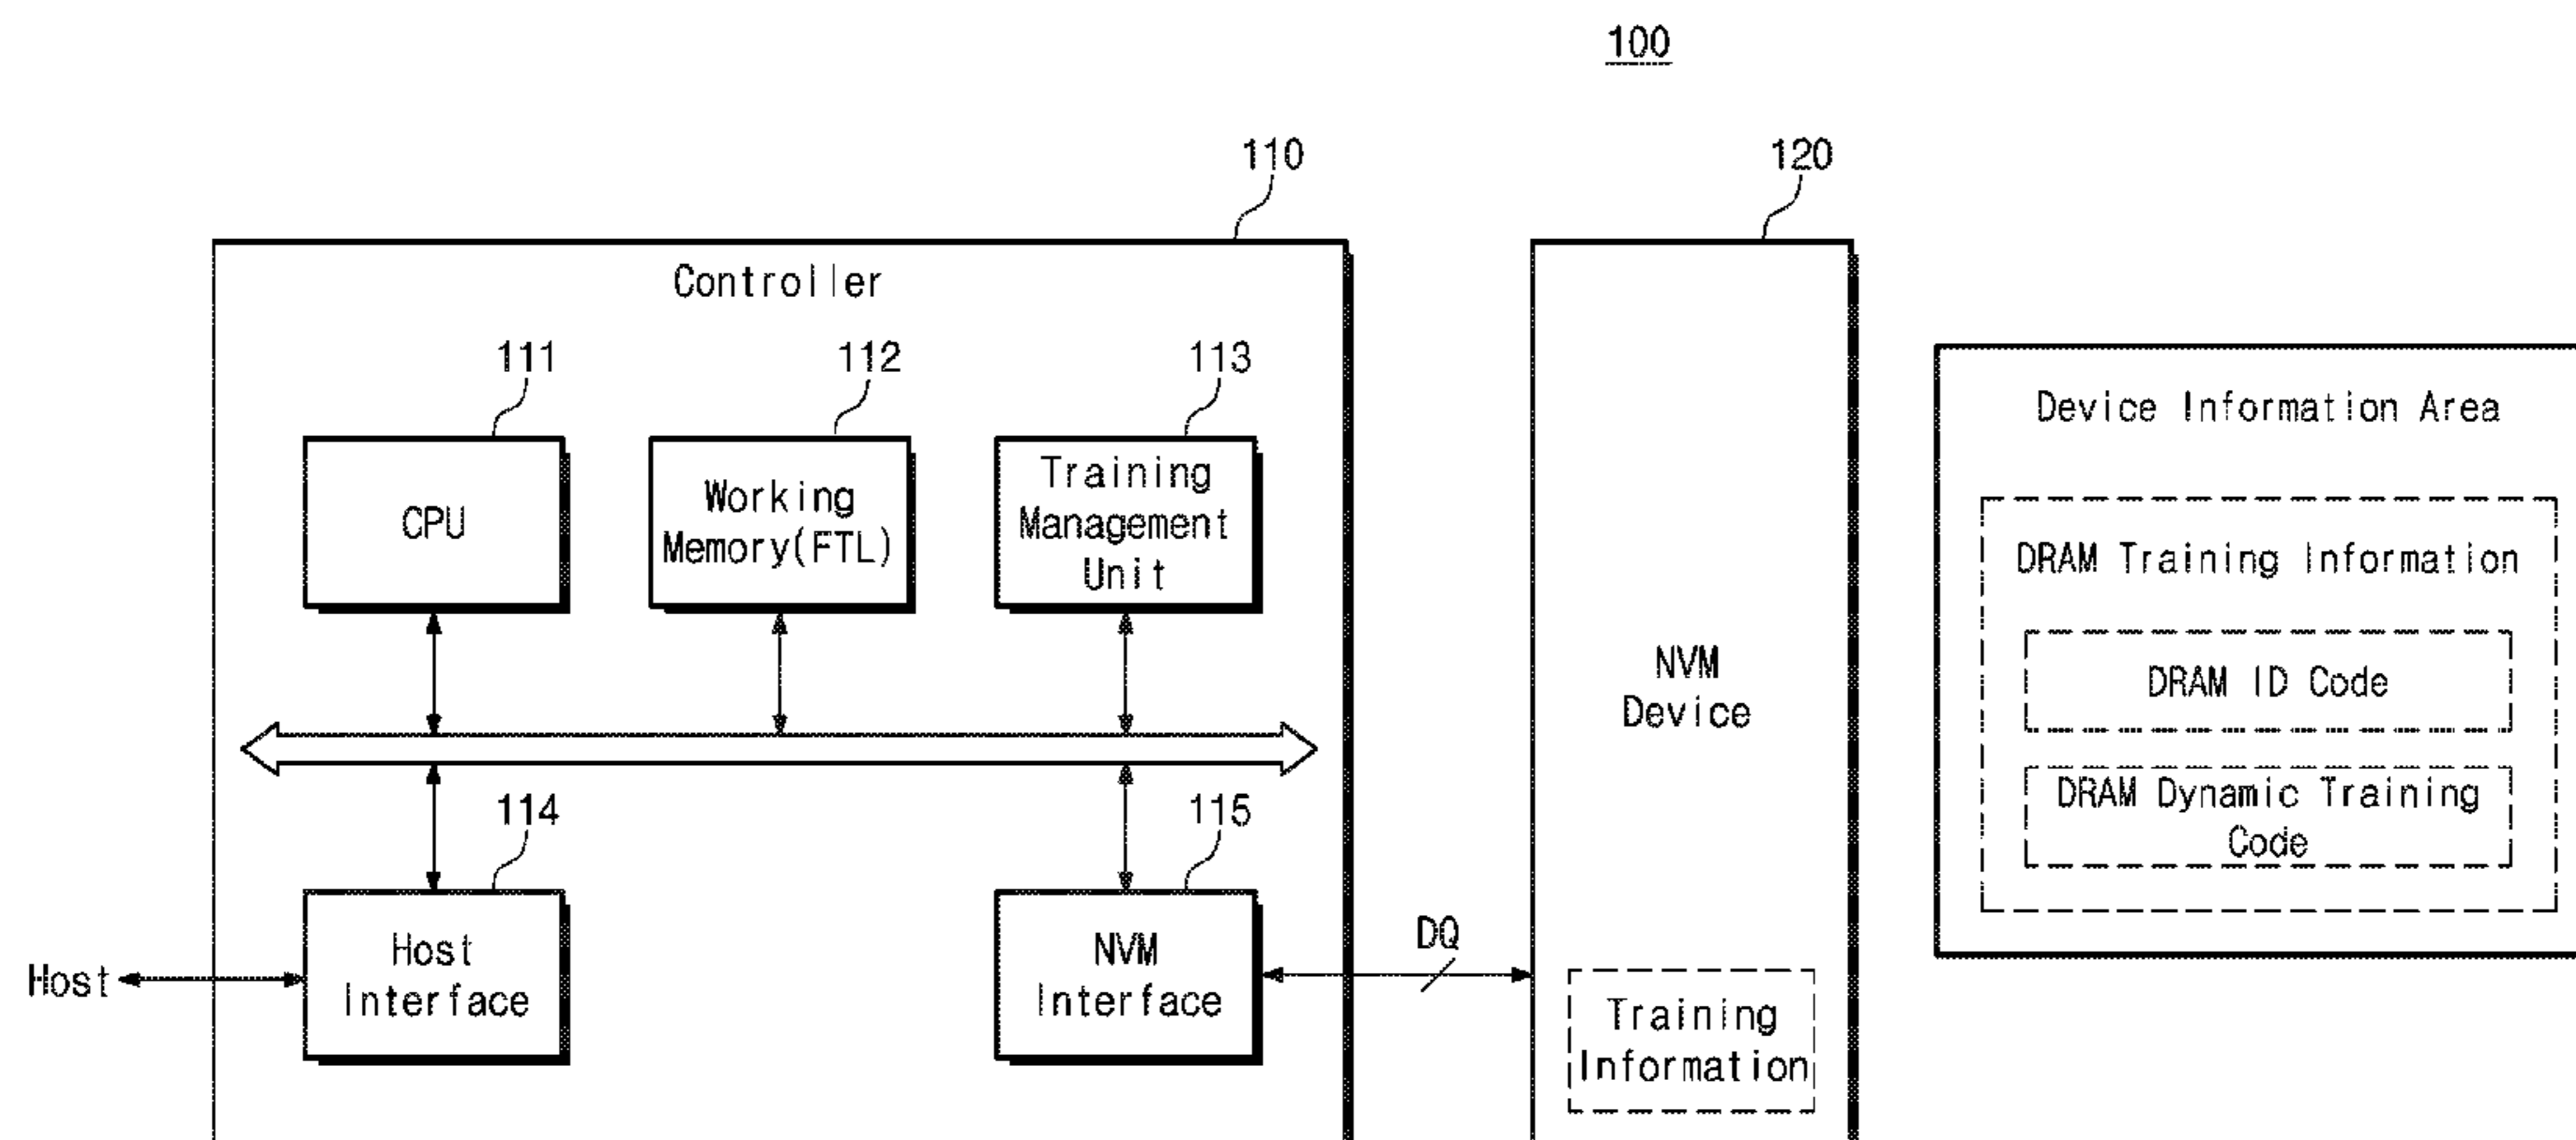 100
110
120
Controller
111
112
113
CPU
Working
Memory(FTL)
Training
Management
Unit
114
115
Host
Host
Interface
NVM
Interface
DQ
NVM
Device
Training
Information
Device Information Area
DRAM Training Information
DRAM ID Code
DRAM Dynamic Training
Code